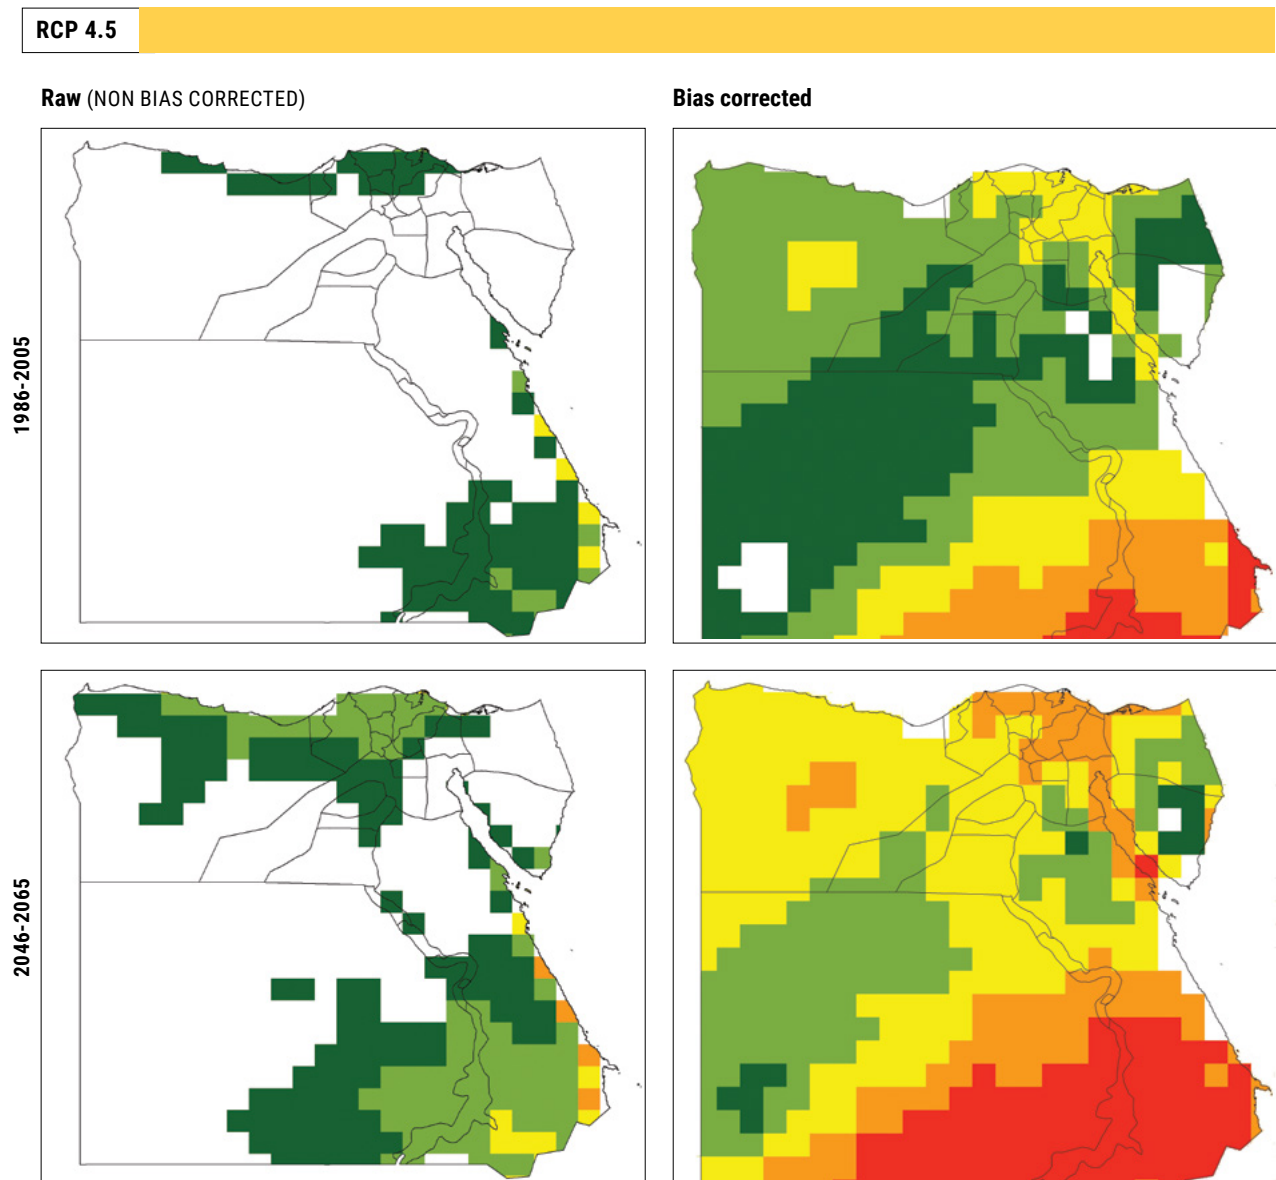 RCP 4.5
Raw (NON BIAS CORRECTED)
Bias corrected
1986-2005
2046-2065